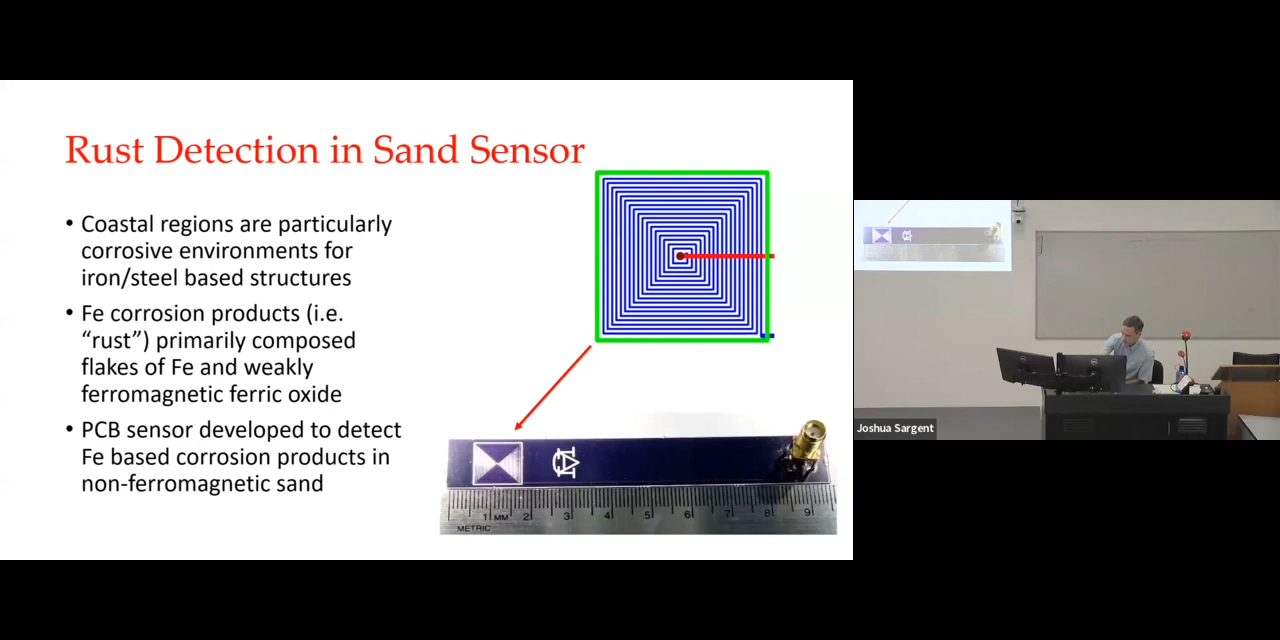 Rust Detection in Sand Sensor
• Coastal regions are particularly
corrosive environments for
iron/steel based structures
• Fe corrosion products (i.e.
“rust”) primarily composed
flakes of Fe and weakly
ferromagnetic ferric oxide
• PCB sensor developed to detect
Fe based corrosion products in
non-ferromagnetic sand
1 MM 2 3 4 5 6 7 8 9
METRIC
Joshua Sargent